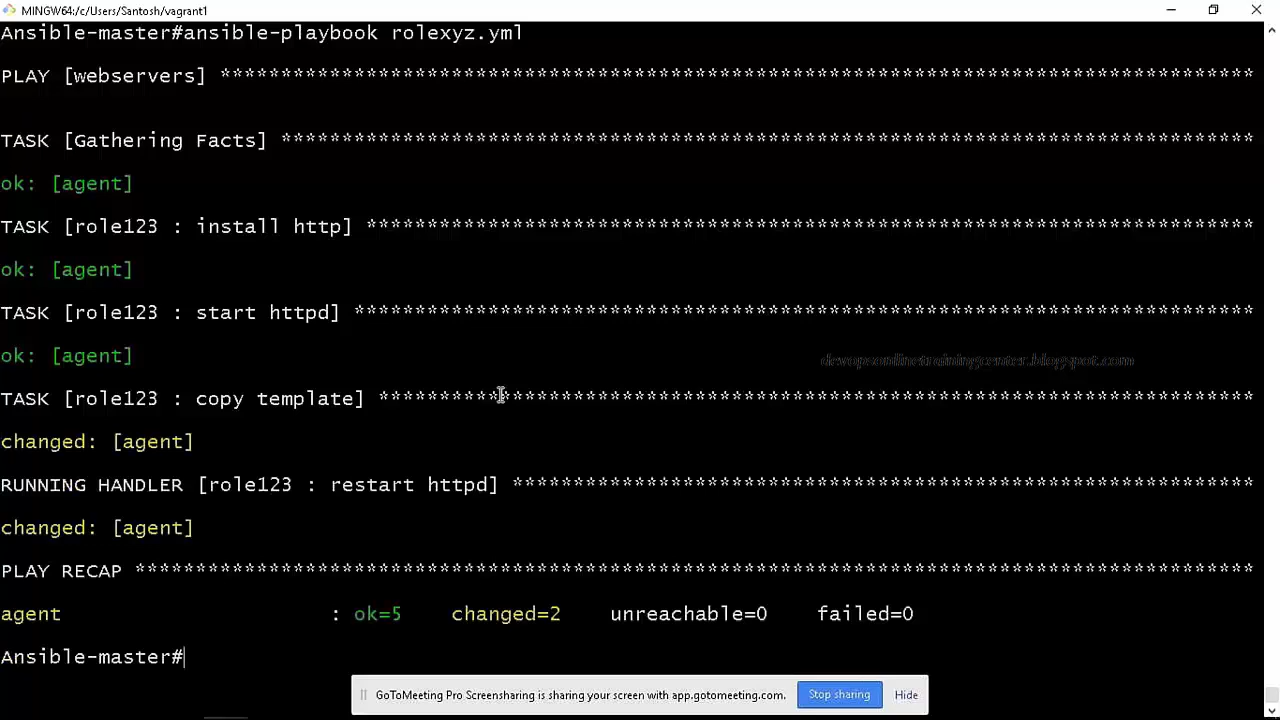 MINGW64:/c/Users/Santosh/vagrant1
Ansible-master#ansible-playbook rolexyz.yml
PLAY [webservers] *************************************************************************************
TASK [Gathering Facts] ********************************************************************************
ok: [agent]
TASK [role123 : install http] *************************************************************************
ok: [agent]
TASK [role123 : start httpd] **************************************************************************
ok: [agent]
devopsonlinetrainingcenter.blogspot.com
TASK [role123 : copy template] ************************************************************************
changed: [agent]
RUNNING HANDLER [role123 : restart httpd] *************************************************************
changed: [agent]
PLAY RECAP ********************************************************************************************
agent : ok=5 changed=2 unreachable=0 failed=0
Ansible-master#
GoToMeeting Pro Screensharing is sharing your screen with app.gotomeeting.com. Stop sharing Hide